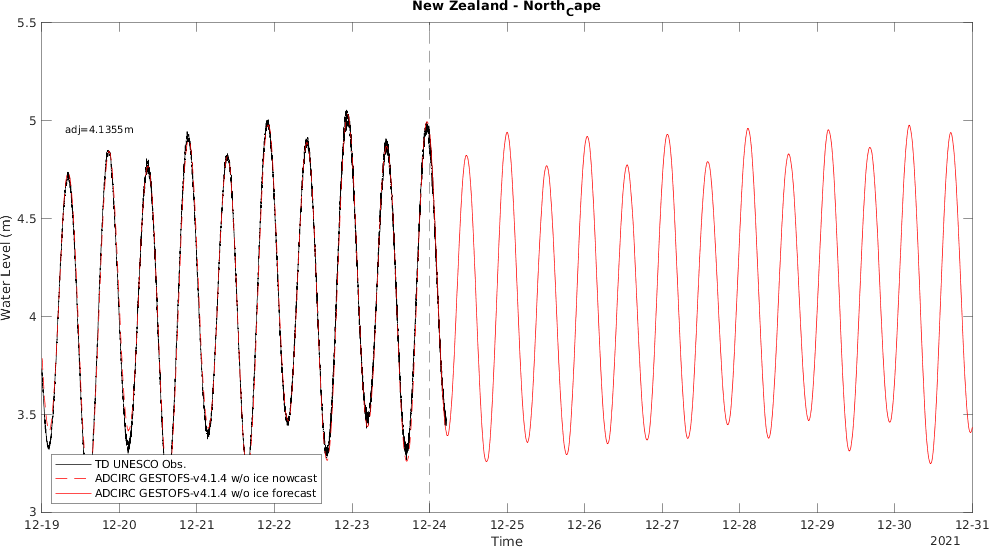 New Zealand - NorthCape
5.5
5
4.5
4
3.5
3
Water Level (m)
adj=4.1355m
TD UNESCO Obs.
ADCIRC GESTOFS-v4.1.4 w/o ice nowcast
ADCIRC GESTOFS-v4.1.4 w/o ice forecast
12-19 12-20 12-21 12-22 12-23 12-24 12-25 12-26 12-27 12-28 12-29 12-30 12-31
Time
2021